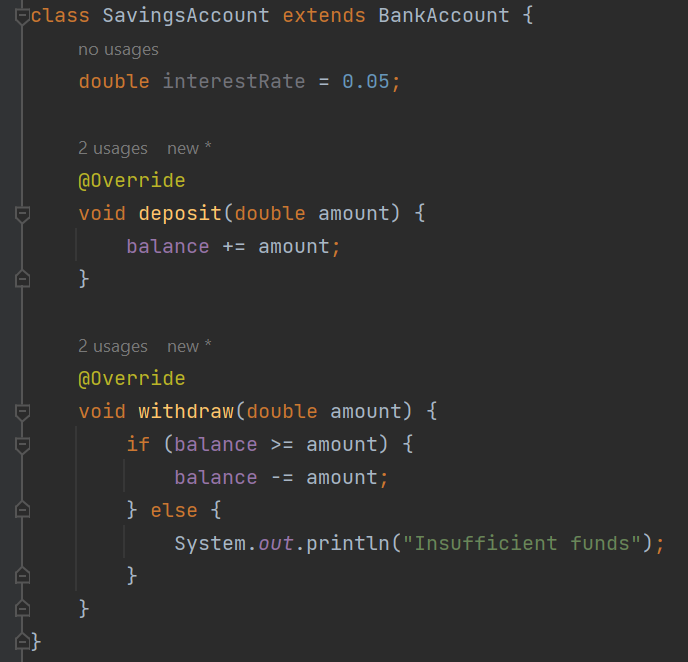 class SavingsAccount extends BankAccount {
no usages
double interestRate = 0.05;
2 usages new *
@Override
void deposit(double amount) {
balance += amount;
}
2 usages new *
@Override
void withdraw(double amount) {
if (balance >= amount) {
balance -= amount;
} else {
System.out.println("Insufficient funds");
}
}
}